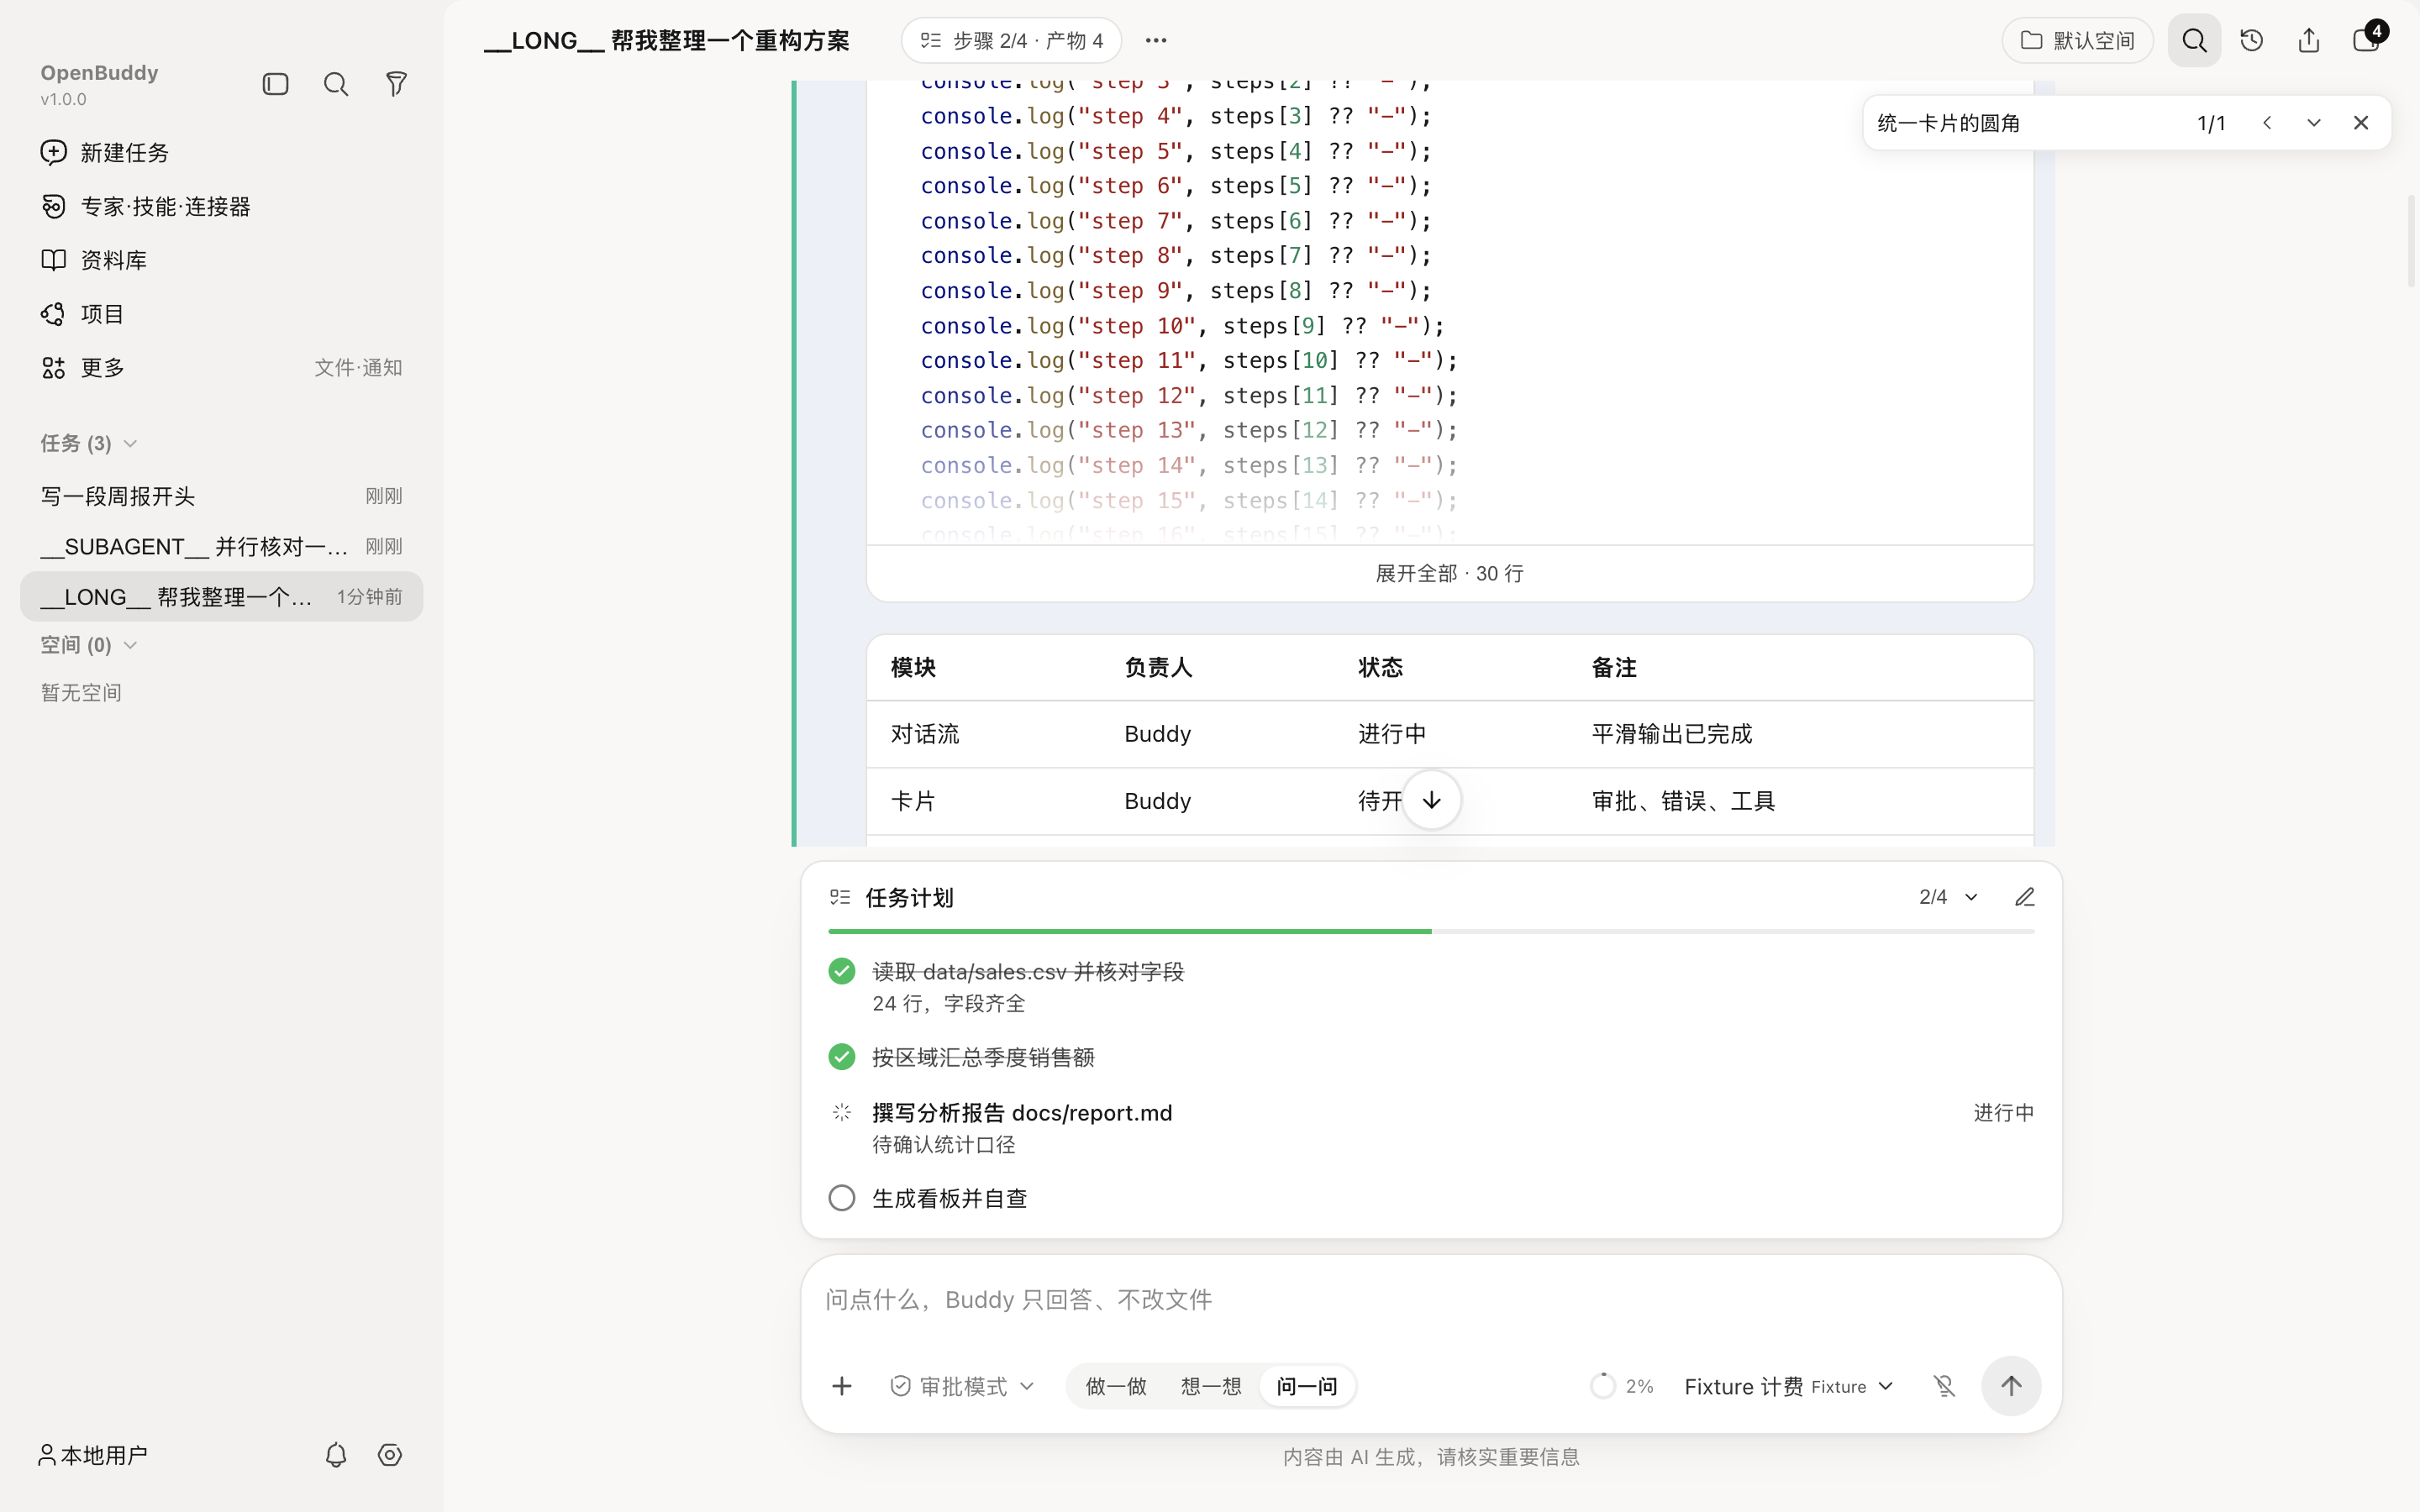 OpenBuddy
v1.0.0
新建任务
专家·技能·连接器
资料库
项目
更多
文件·通知
任务 (3)
写一段周报开头
刚刚
__SUBAGENT__ 并行核对一...
刚刚
__LONG__ 帮我整理一个...
1分钟前
空间 (0)
暂无空间
本地用户
__LONG__ 帮我整理一个重构方案
步骤 2/4 · 产物 4
默认空间
4
统一卡片的圆角
1/1
console.log("step 3", steps[2] ?? "—");
console.log("step 4", steps[3] ?? "—");
console.log("step 5", steps[4] ?? "—");
console.log("step 6", steps[5] ?? "—");
console.log("step 7", steps[6] ?? "—");
console.log("step 8", steps[7] ?? "—");
console.log("step 9", steps[8] ?? "—");
console.log("step 10", steps[9] ?? "—");
console.log("step 11", steps[10] ?? "—");
console.log("step 12", steps[11] ?? "—");
console.log("step 13", steps[12] ?? "—");
console.log("step 14", steps[13] ?? "—");
console.log("step 15", steps[14] ?? "—");
console.log("step 16", steps[15] ?? "—");
展开全部 · 30 行
模块 负责人 状态 备注
对话流 Buddy 进行中 平滑输出已完成
卡片 Buddy 待开 审批、错误、工具
任务计划
2/4
读取 data/sales.csv 并核对字段
24 行，字段齐全
按区域汇总季度销售额
撰写分析报告 docs/report.md
进行中
待确认统计口径
生成看板并自查
问点什么，Buddy 只回答、不改文件
审批模式
做一做 想一想 问一问
2%
Fixture 计费 Fixture
内容由 AI 生成，请核实重要信息